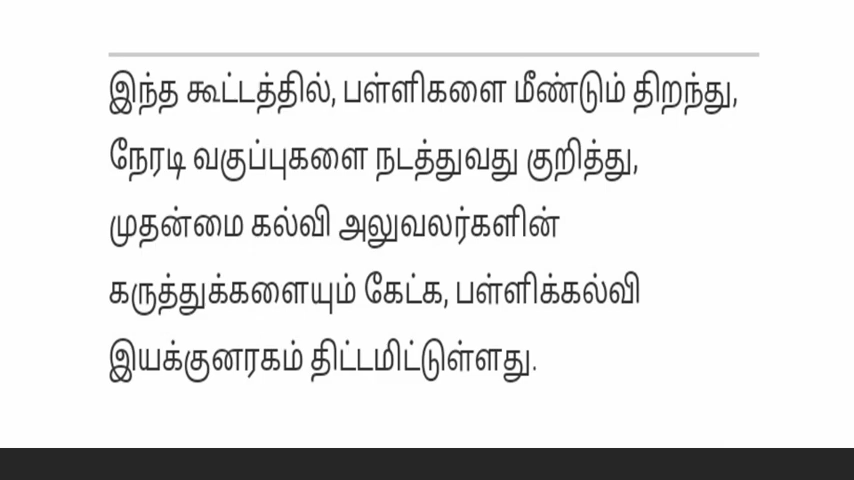 இந்த கூட்டத்தில், பள்ளிகளை மீண்டும் திறந்து,
நேரடி வகுப்புகளை நடத்துவது குறித்து,
முதன்மை கல்வி அலுவலர்களின்
கருத்துக்களையும் கேட்க, பள்ளிக்கல்வி
இயக்குனரகம் திட்டமிட்டுள்ளது.